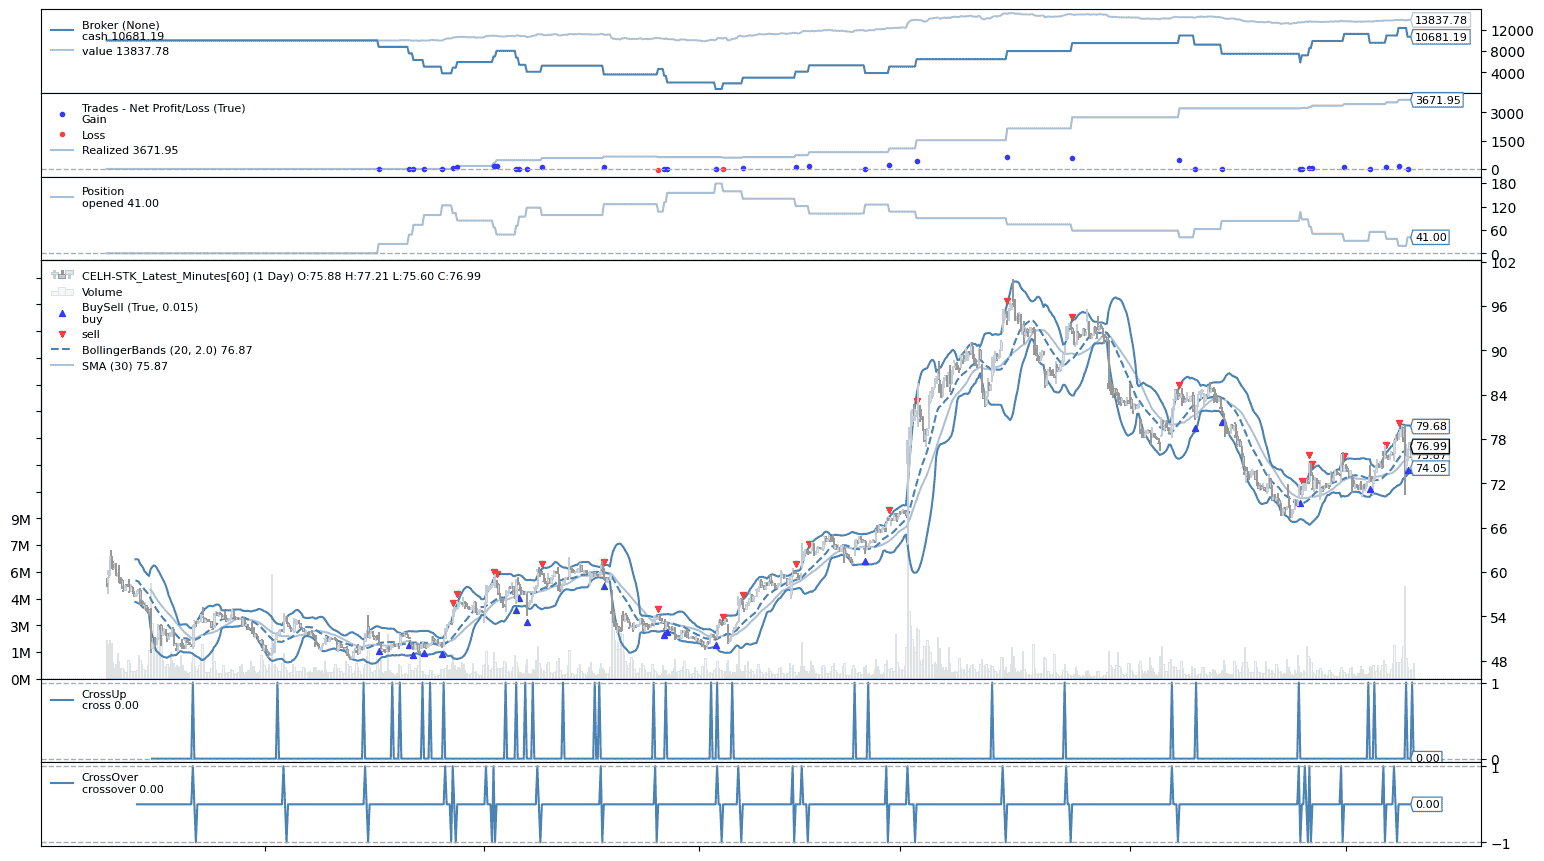 Broker (None)
cash 10681.19
value 13837.78
13837.78
10681.19
12000
8000
4000
Trades - Net Profit/Loss (True)
Gain
Loss
Realized 3671.95
3671.95
3000
1500
0
Position
opened 41.00
180
120
60
0
41.00
CELH-STK_Latest_Minutes[60] (1 Day) O:75.88 H:77.21 L:75.60 C:76.99
Volume
BuySell (True, 0.015)
buy
sell
BollingerBands (20, 2.0) 76.87
SMA (30) 75.87
102
96
90
84
78
72
66
60
54
48
79.68
76.99
75.87
74.05
9M
7M
6M
4M
3M
1M
0M
CrossUp
cross 0.00
1
0
0.00
CrossOver
crossover 0.00
1
−1
0.00